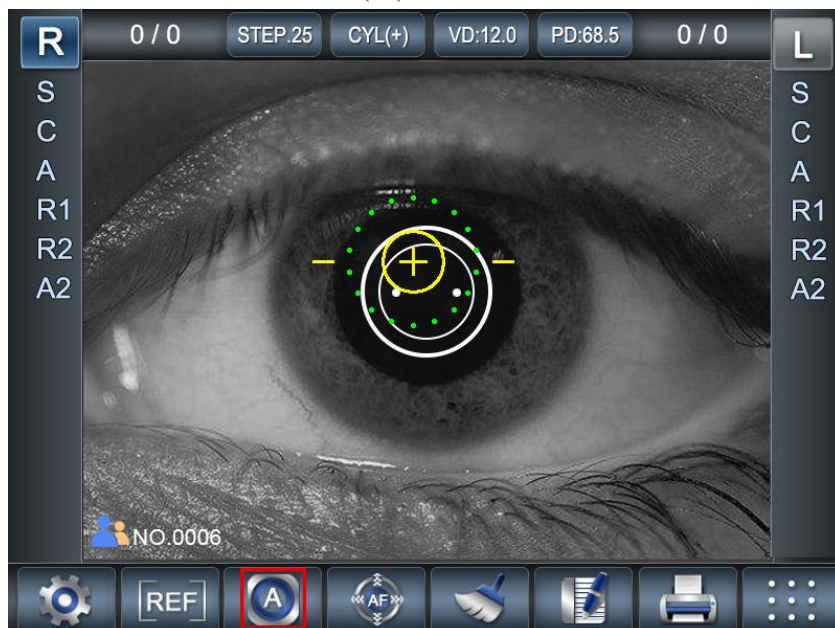 R 0 / 0 STEP.25 CYL(+) VD:12.0 PD:68.5 0 / 0 L
S S
C C
A A
R1 R1
R2 R2
A2 A2
NO.0006
[REF] A AF